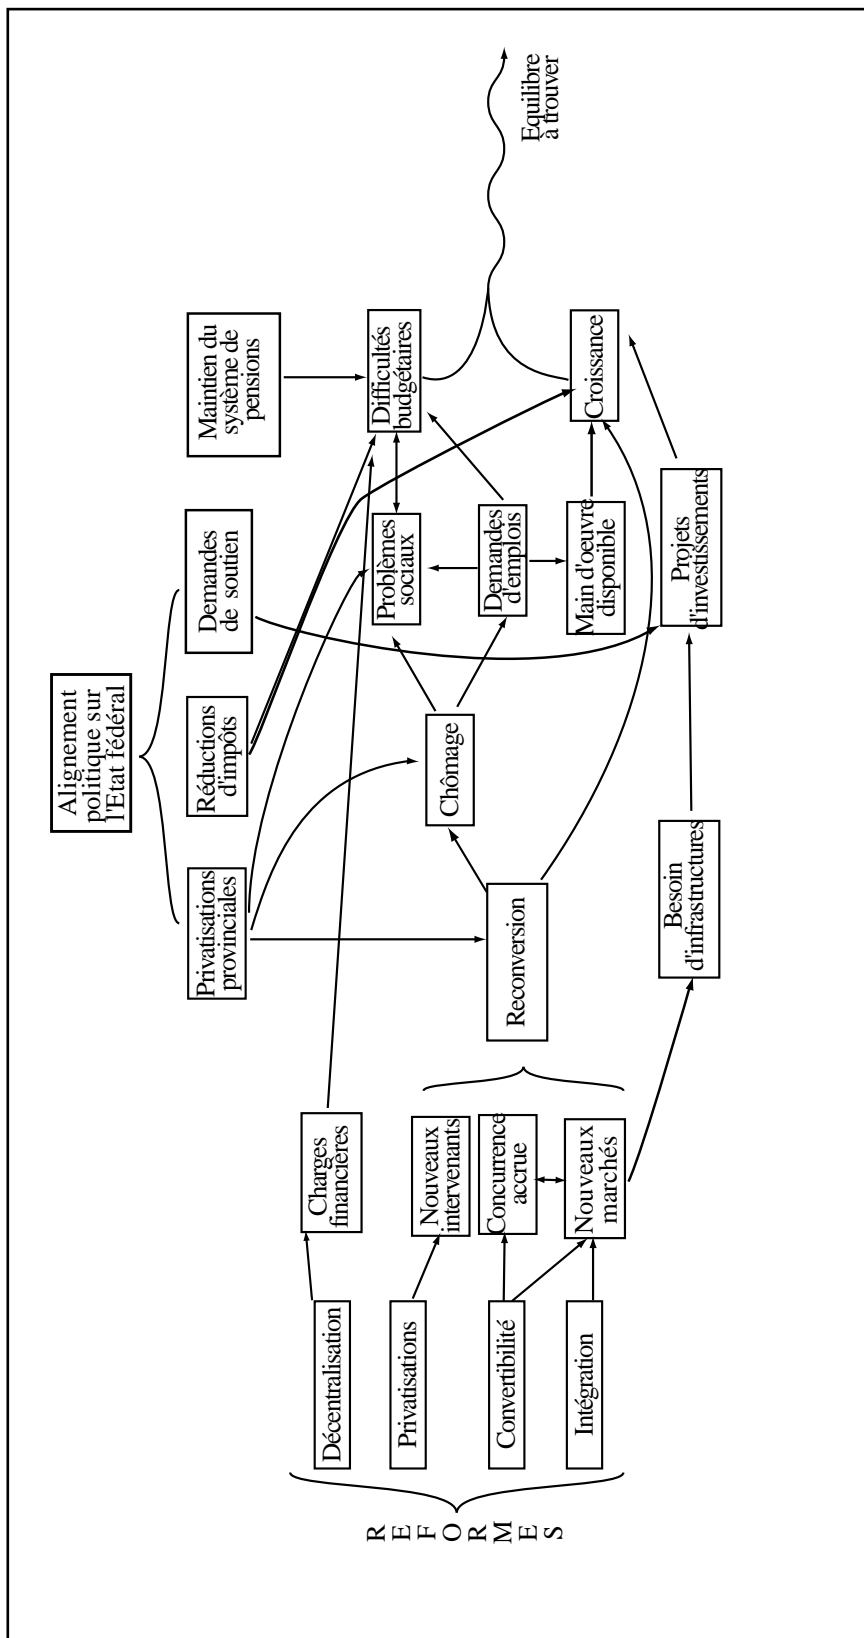 Alignement
politique sur
l'Etat fédéral
Privatisations
provinciales
Réductions
d'impôts
Demandes
de soutien
Maintien du
système de
pensions
R
E
F
O
R
M
E
S
Décentralisation
Privatisations
Convertibilité
Intégration
Charges
financières
Nouveaux
intervenants
Concurrence
accrue
Nouveaux
marchés
Reconversion
Besoin
d'infrastructures
Chômage
Problèmes
sociaux
Demandes
d'emplois
Main d'oeuvre
disponible
Projets
d'investissements
Difficultés
budgétaires
Croissance
Equilibre
à trouver